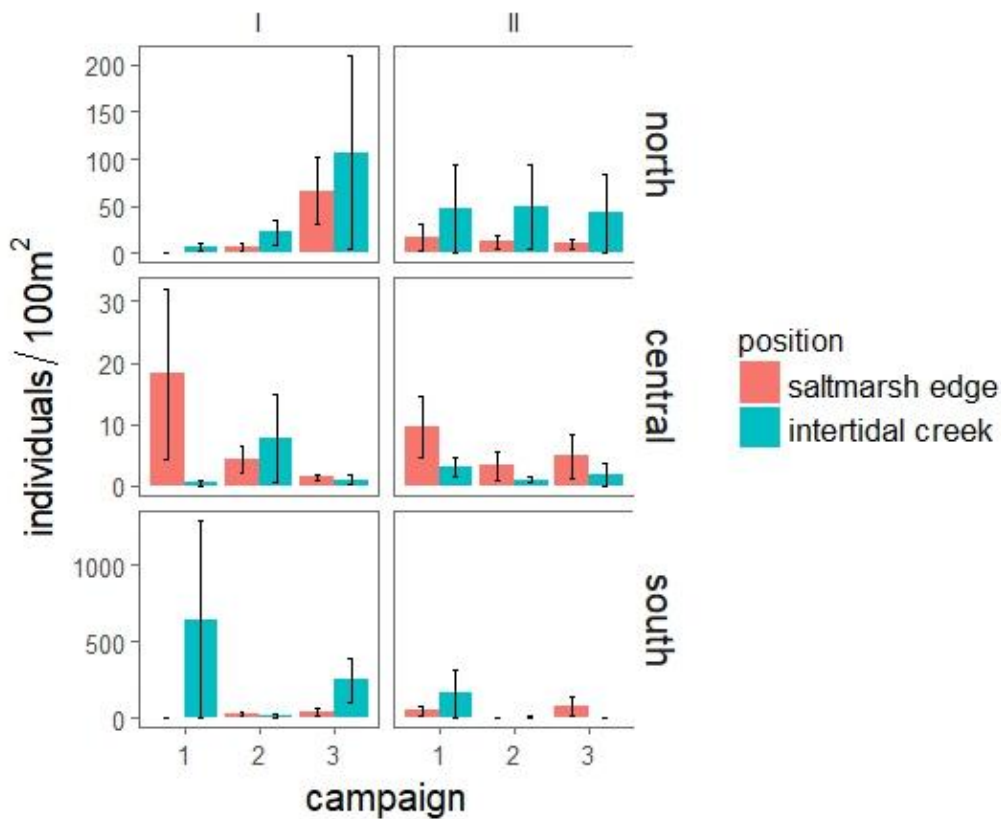 I II
200
150
100
50
0
north
30
20
10
0
central
1000
500
0
south
1 2 3 1 2 3
campaign
individuals / 100m²
position
saltmarsh edge
intertidal creek